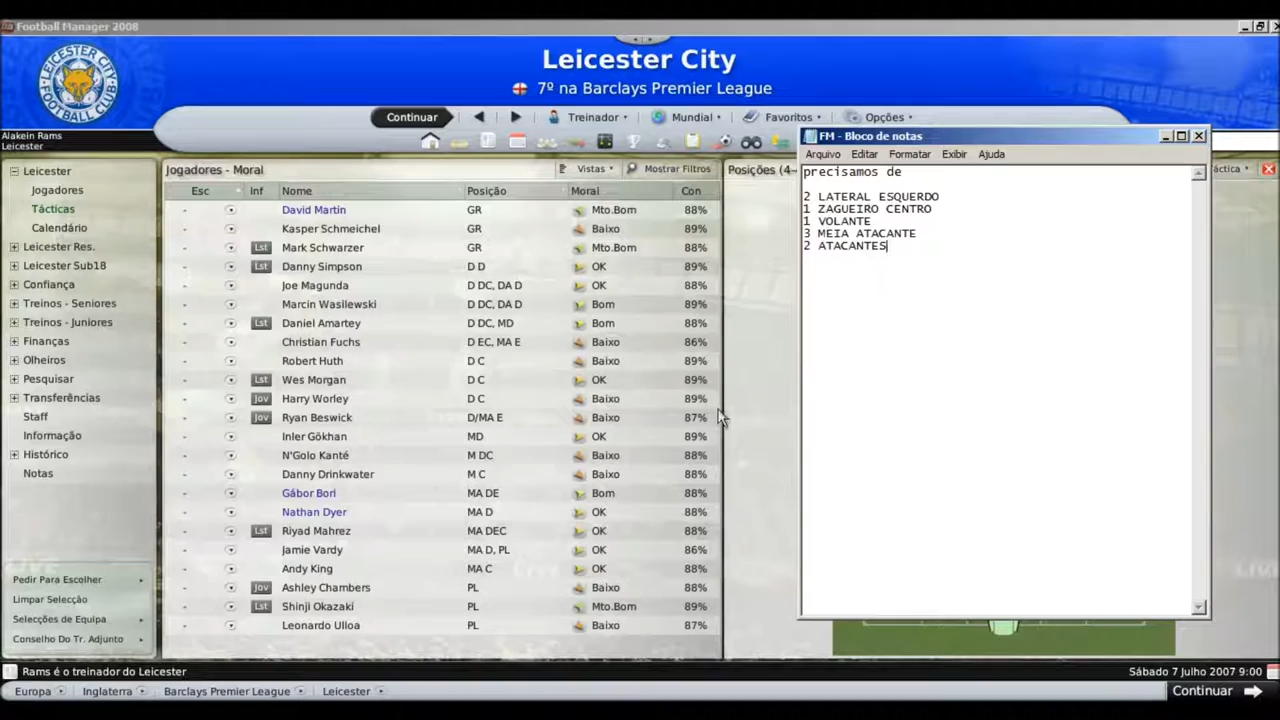 Football Manager 2008
LEICESTER CITY
FOOTBALL CLUB
Leicester City
7º na Barclays Premier League
Continuar
Treinador
Mundial
Favoritos
Opções
Alakein Rams
Leicester
Leicester
Jogadores
Tácticas
Calendário
Leicester Res.
Leicester Sub18
Confiança
Treinos - Seniores
Treinos - Juniores
Finanças
Olheiros
Pesquisar
Transferências
Staff
Informação
Histórico
Notas
Pedir Para Escolher
Limpar Selecção
Selecções de Equipa
Conselho Do Tr. Adjunto
Jogadores - Moral
Vistas
Mostrar Filtros
Esc Inf Nome Posição Moral Con
- David Martin GR Mto.Bom 88%
- Kasper Schmeichel GR Baixo 89%
- Lst Mark Schwarzer GR Mto.Bom 88%
- Lst Danny Simpson D D OK 89%
- Joe Magunda D DC, DA D OK 88%
- Marcin Wasilewski D DC, DA D Bom 89%
- Lst Daniel Amartey D DC, MD Bom 88%
- Christian Fuchs D EC, MA E Baixo 86%
- Robert Huth D C Baixo 89%
- Lst Wes Morgan D C OK 89%
- Jov Harry Worley D C Baixo 89%
- Jov Ryan Beswick D/MA E Baixo 87%
- Inler Gökhan MD OK 89%
- N'Golo Kanté M DC Baixo 88%
- Danny Drinkwater M C Baixo 88%
- Gábor Bori MA DE Bom 88%
- Nathan Dyer MA D OK 88%
- Lst Riyad Mahrez MA DEC OK 88%
- Jamie Vardy MA D, PL OK 86%
- Andy King MA C OK 88%
- Jov Ashley Chambers PL Baixo 88%
- Lst Shinji Okazaki PL Mto.Bom 89%
- Leonardo Ulloa PL Baixo 87%
Posições (4-
áctica
FM - Bloco de notas
Arquivo Editar Formatar Exibir Ajuda
precisamos de
2 LATERAL ESQUERDO
1 ZAGUEIRO CENTRO
1 VOLANTE
3 MEIA ATACANTE
2 ATACANTES
Rams é o treinador do Leicester
Sábado 7 Julho 2007 9:00
Europa
Inglaterra
Barclays Premier League
Leicester
Continuar